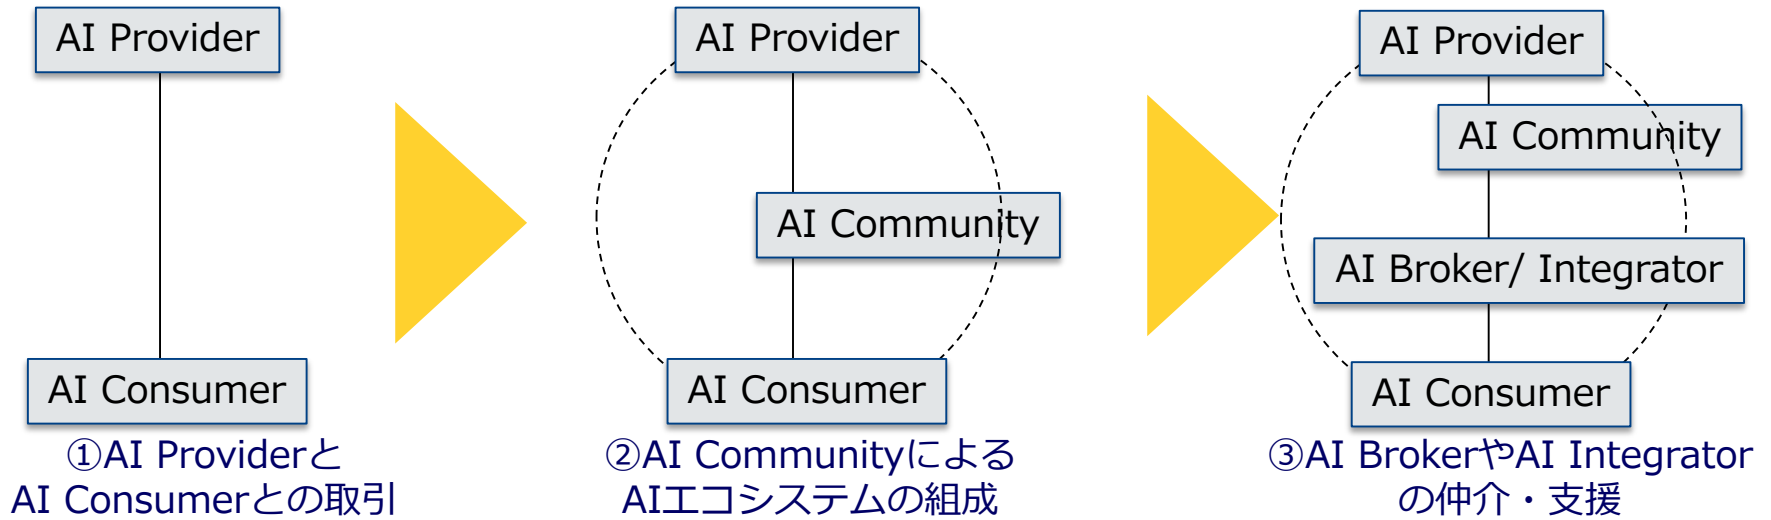 AI Provider
AI Consumer
①AI Providerと
AI Consumerとの取引
AI Provider
AI Community
AI Consumer
②AI Communityによる
AIエコシステムの組成
AI Provider
AI Community
AI Broker/ Integrator
AI Consumer
③AI BrokerやAI Integrator
の仲介・支援